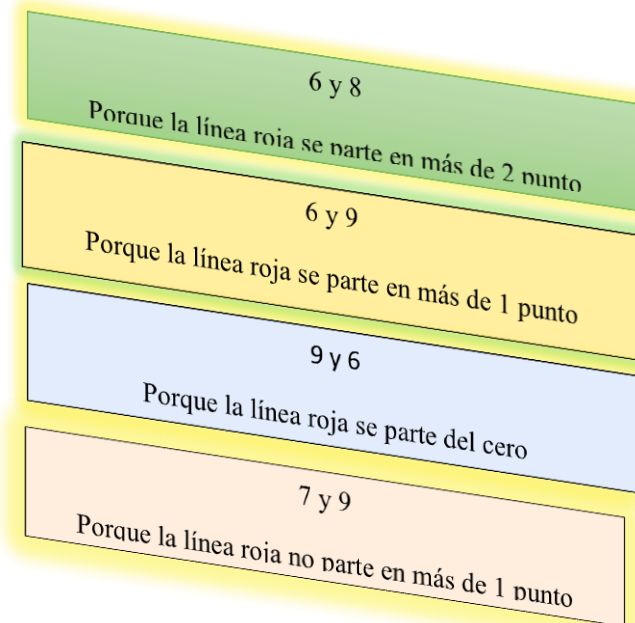 6 y 8
Porque la línea roja se parte en más de 2 punto
6 y 9
Porque la línea roja se parte en más de 1 punto
9 y 6
Porque la línea roja se parte del cero
7 y 9
Porque la línea roja no parte en más de 1 punto